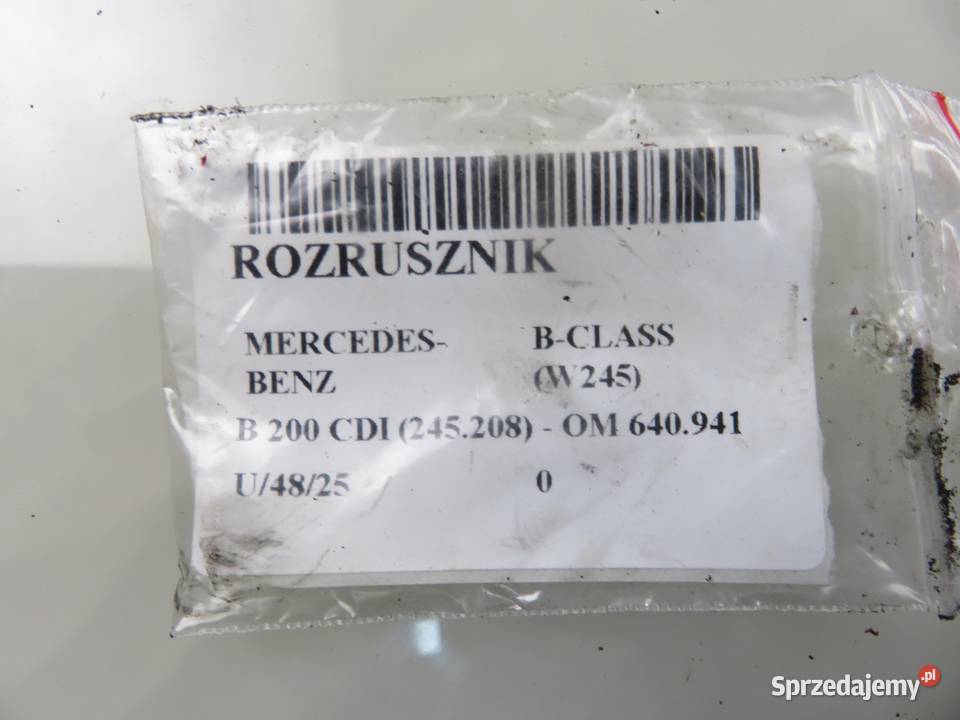 ROZRUSZNIK
MERCEDES-BENZ B-CLASS (W245)
B 200 CDI (245.208) - OM 640.941
U/48/25 0
Sprzedajemy.pl